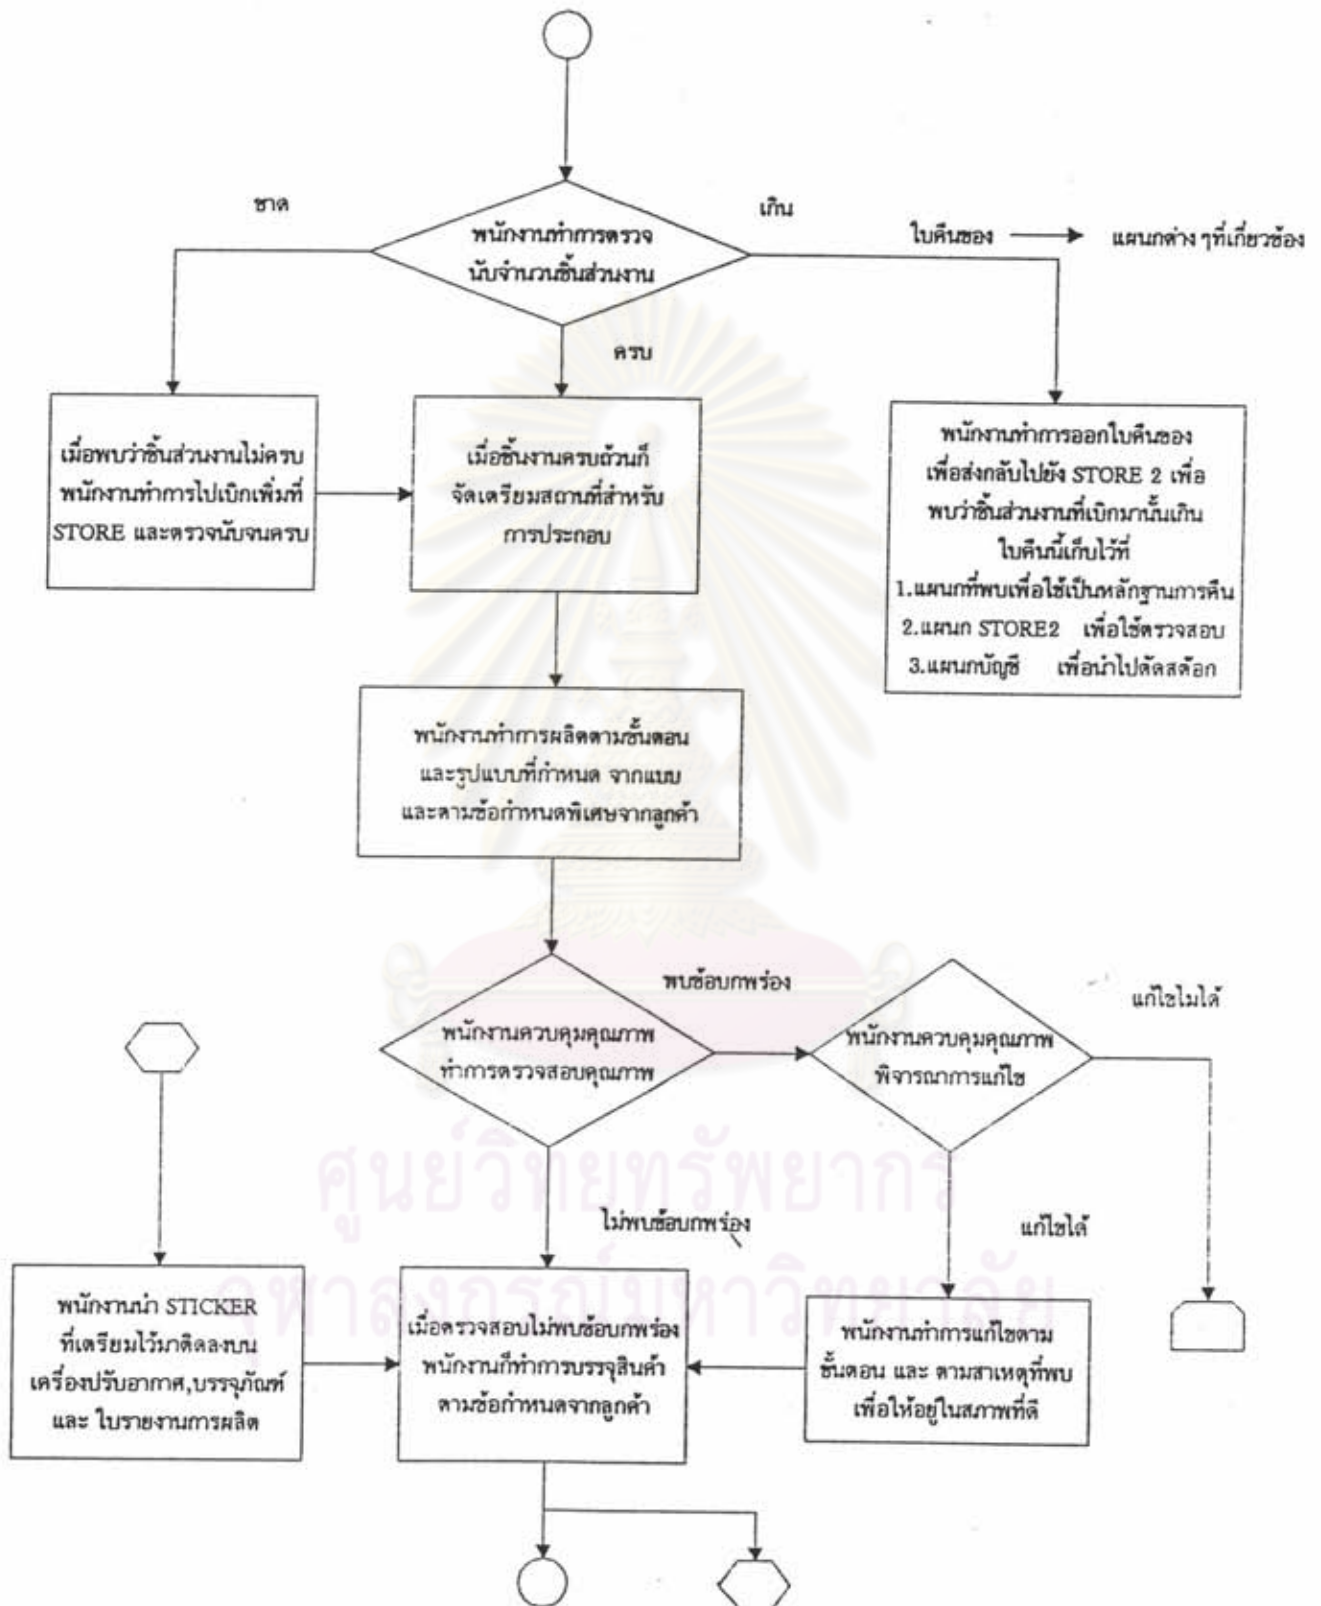 ขาด
เกิน
ใบคืนของ
แผนกต่าง ๆที่เกี่ยวข้อง
พนักงานทำการตรวจ
นับจำนวนชิ้นส่วนงาน
ครบ
เมื่อพบว่าชิ้นส่วนงานไม่ครบ
พนักงานทำการไปเบิกเพิ่มที่
STORE และตรวจนับจนครบ
เมื่อชิ้นงานครบถ้วนก็
จัดเตรียมสถานที่สำหรับ
การประกอบ
พนักงานทำการออกใบคืนของ
เพื่อส่งกลับไปยัง STORE 2 เพื่อ
พบว่าชิ้นส่วนงานที่เบิกมานั้นเกิน
ใบคืนนี้เก็บไว้ที่
1.แผนกที่พบเพื่อใช้เป็นหลักฐานการคืน
2.แผนก STORE2 เพื่อใช้ตรวจสอบ
3.แผนกบัญชี เพื่อนำไปตัดสต๊อก
พนักงานทำการผลิตตามขั้นตอน
และรูปแบบที่กำหนด จากแบบ
และตามข้อกำหนดพิเศษจากลูกค้า
พบข้อบกพร่อง
แก้ไขไม่ได้
พนักงานควบคุมคุณภาพ
ทำการตรวจสอบคุณภาพ
พนักงานควบคุมคุณภาพ
พิจารณาการแก้ไข
ศูนย์วิทยทรัพยากร
ไม่พบข้อบกพร่อง
แก้ไขได้
จุฬาลงกรณ์มหาวิทยาลัย
พนักงานนำ STICKER
ที่เตรียมไว้มาติดลงบน
เครื่องปรับอากาศ,บรรจุภัณฑ์
และ ใบรายงานการผลิต
เมื่อตรวจสอบไม่พบข้อบกพร่อง
พนักงานก็ทำการบรรจุสินค้า
ตามข้อกำหนดจากลูกค้า
พนักงานทำการแก้ไขตาม
ขั้นตอน และ ตามสาเหตุที่พบ
เพื่อให้อยู่ในสภาพที่ดี